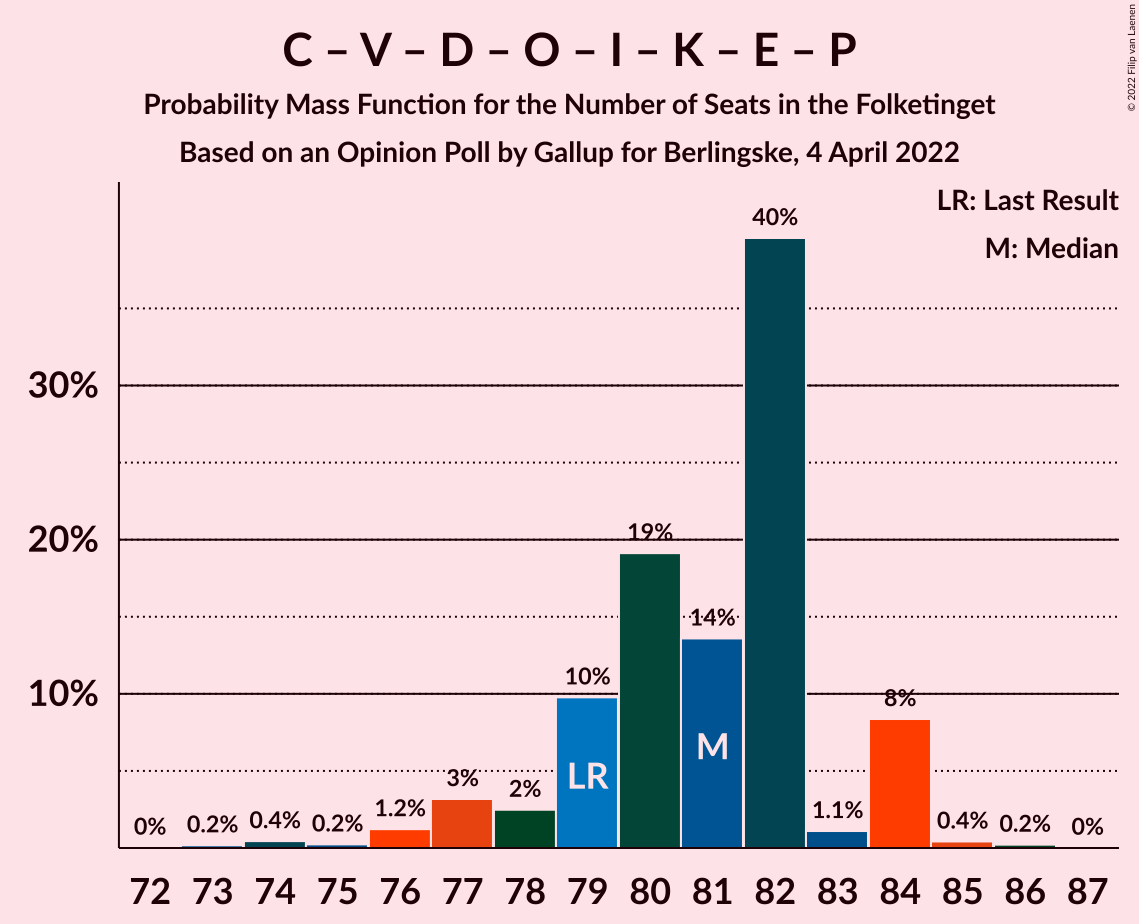 C – V – D – O – I – K – E – P
Probability Mass Function for the Number of Seats in the Folketinget
Based on an Opinion Poll by Gallup for Berlingske, 4 April 2022
© 2022 Filip van Laenen
LR: Last Result
M: Median
30%
20%
10%
0%
0.2%
0.4%
0.2%
1.2%
3%
2%
10%
19%
14%
40%
1.1%
8%
0.4%
0.2%
0%
LR
M
72 73 74 75 76 77 78 79 80 81 82 83 84 85 86 87